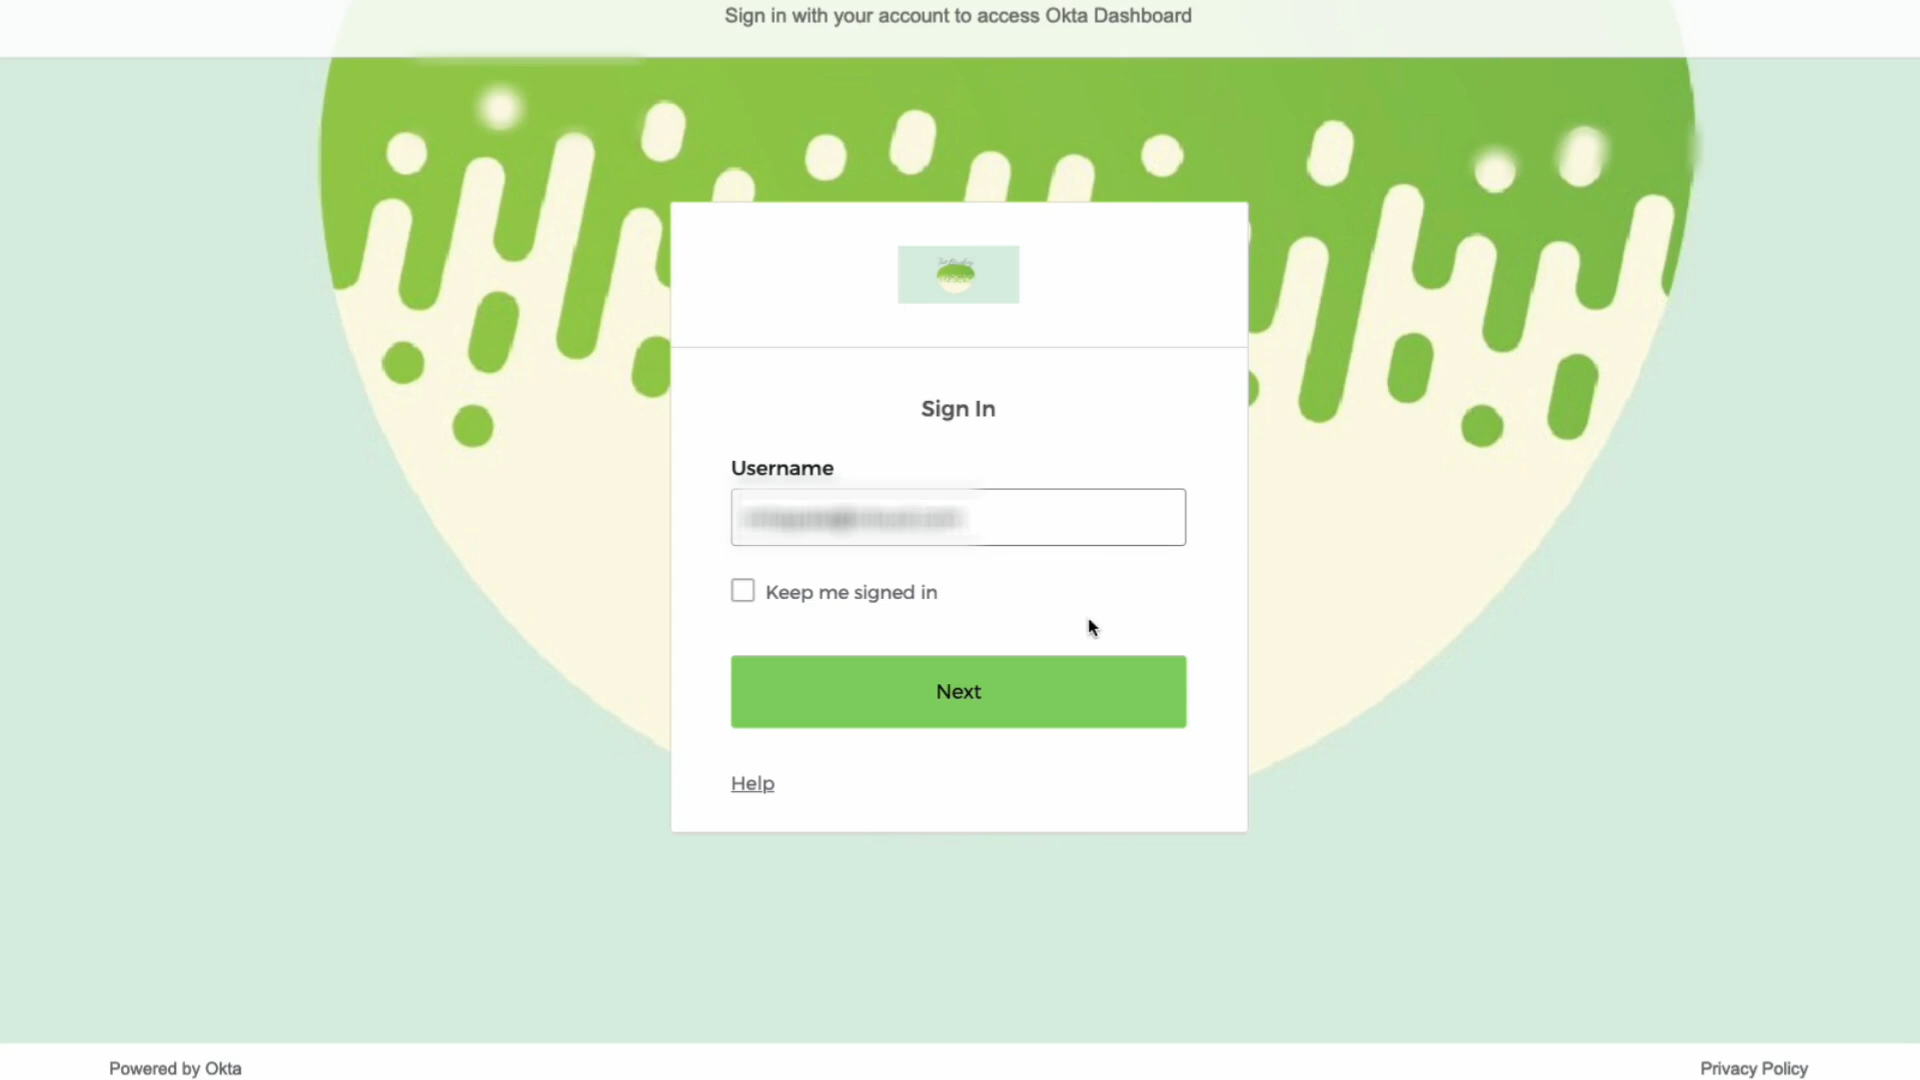 Sign in with your account to access Okta Dashboard
Sign In
Username
Keep me signed in
Next
Help
Powered by Okta
Privacy Policy